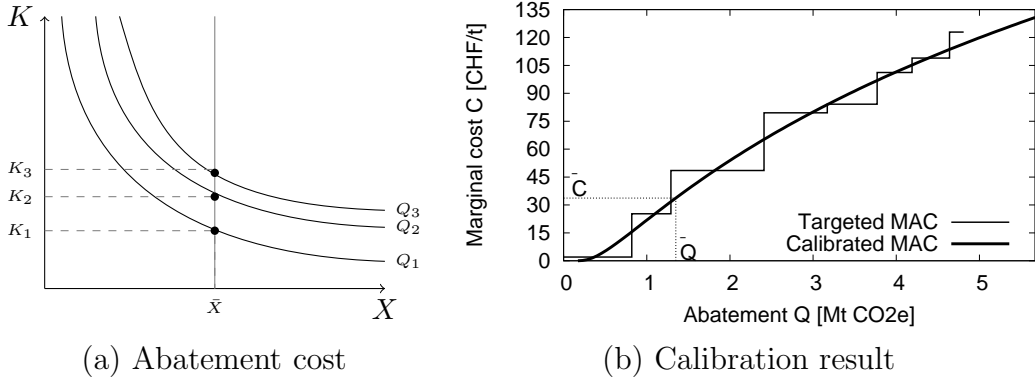 K
K₃
K₂
K₁
Q₃
Q₂
Q₁
x̄
X
(a) Abatement cost
Marginal cost C [CHF/t]
135
120
105
90
75
60
45
30
15
0
C̄
Q̄
Targeted MAC
Calibrated MAC
0 1 2 3 4 5
Abatement Q [Mt CO2e]
(b) Calibration result